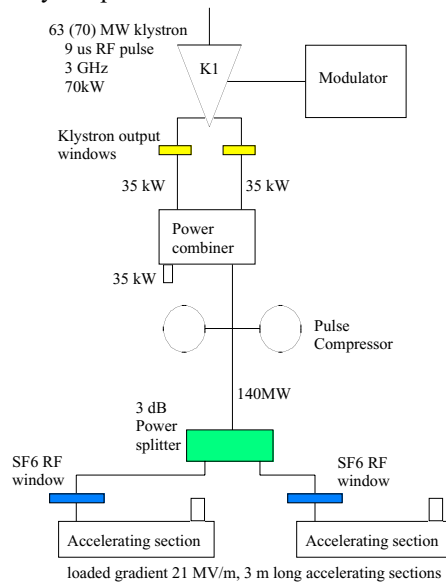 63 (70) MW klystron
9 us RF pulse
3 GHz
70kW
K1
Modulator
Klystron output
windows
35 kW
35 kW
Power
combiner
35 kW
Pulse
Compressor
140MW
3 dB
Power
splitter
SF6 RF
window
SF6 RF
window
Accelerating section
Accelerating section
loaded gradient 21 MV/m, 3 m long accelerating sections